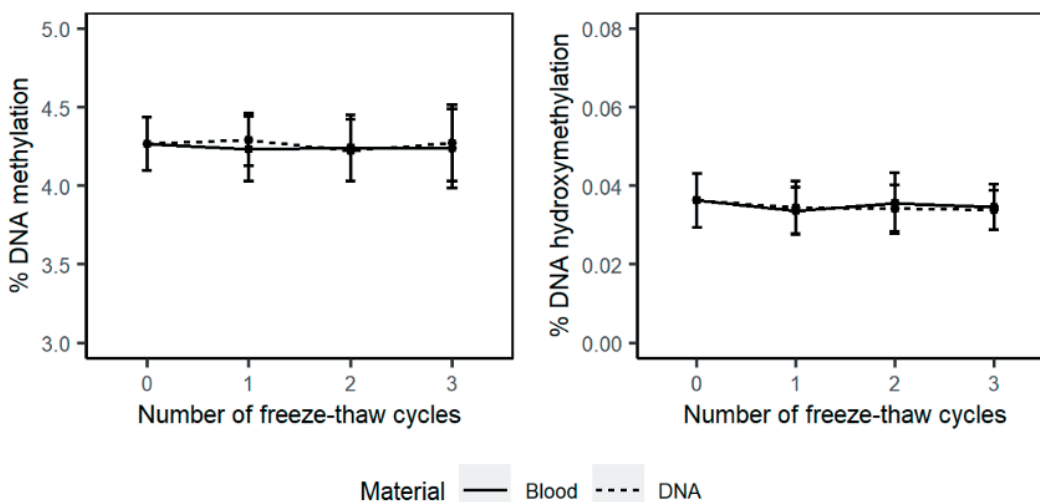 % DNA methylation
5.0
4.5
4.0
3.5
3.0
0 1 2 3
Number of freeze-thaw cycles
% DNA hydroxymethylation
0.08
0.06
0.04
0.02
0.00
0 1 2 3
Number of freeze-thaw cycles
Material Blood DNA